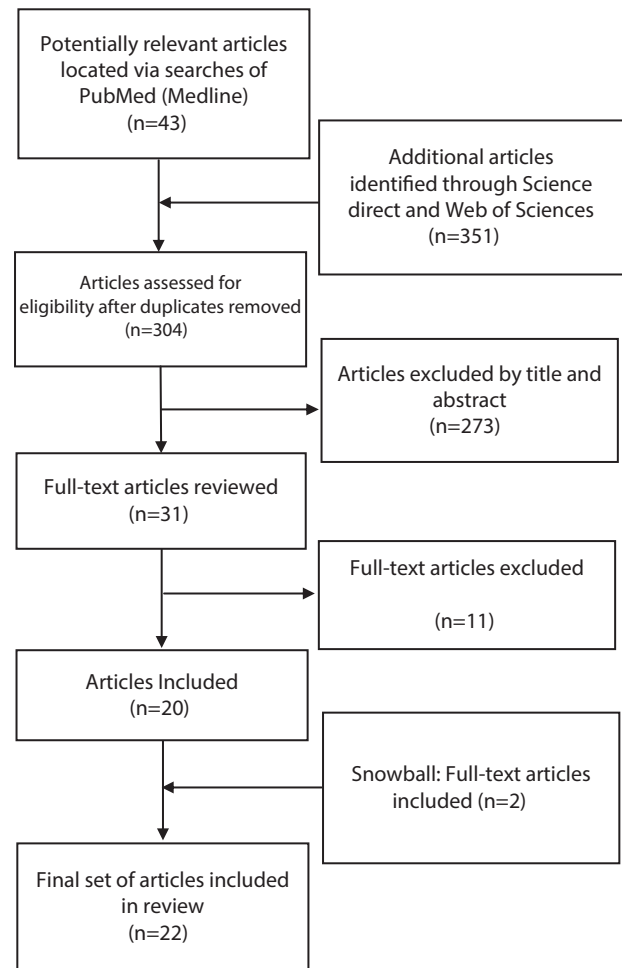 Potentially relevant articles
located via searches of
PubMed (Medline)
(n=43)
Additional articles
identified through Science
direct and Web of Sciences
(n=351)
Articles assessed for
eligibility after duplicates removed
(n=304)
Articles excluded by title and
abstract
(n=273)
Full-text articles reviewed
(n=31)
Full-text articles excluded
(n=11)
Articles Included
(n=20)
Snowball: Full-text articles
included (n=2)
Final set of articles included
in review
(n=22)